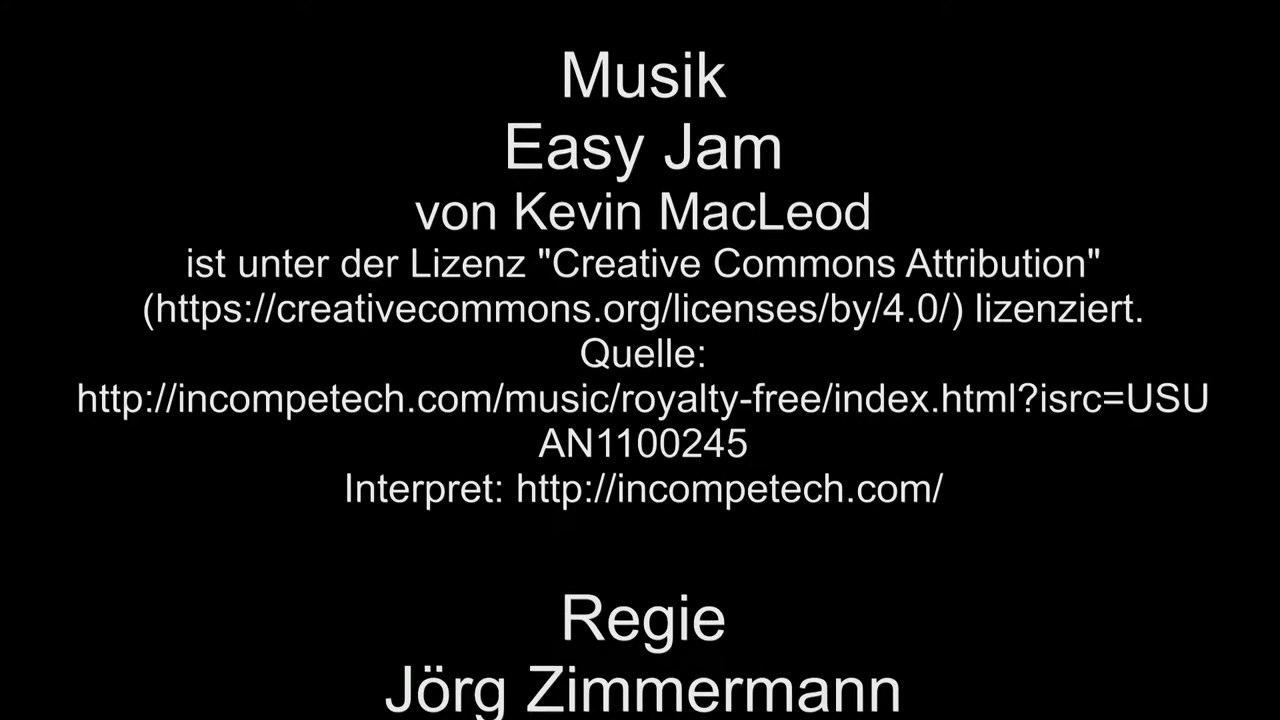 Musik
Easy Jam
von Kevin MacLeod
ist unter der Lizenz "Creative Commons Attribution"
(https://creativecommons.org/licenses/by/4.0/) lizenziert.
Quelle:
http://incompetech.com/music/royalty-free/index.html?isrc=USU
AN1100245
Interpret: http://incompetech.com/
Regie
Jörg Zimmermann